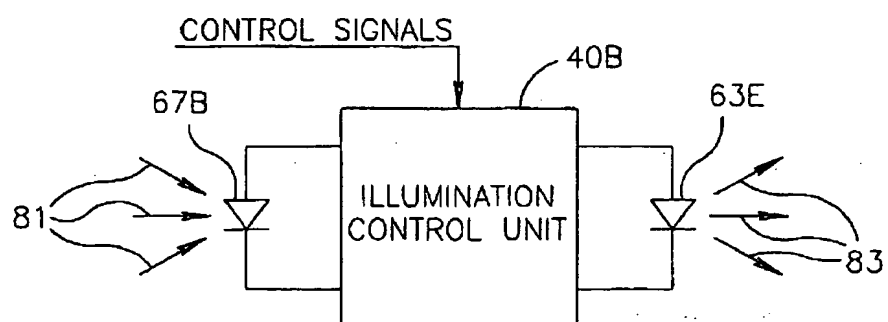 CONTROL SIGNALS
40B
67B
63E
ILLUMINATION
CONTROL UNIT
81
83